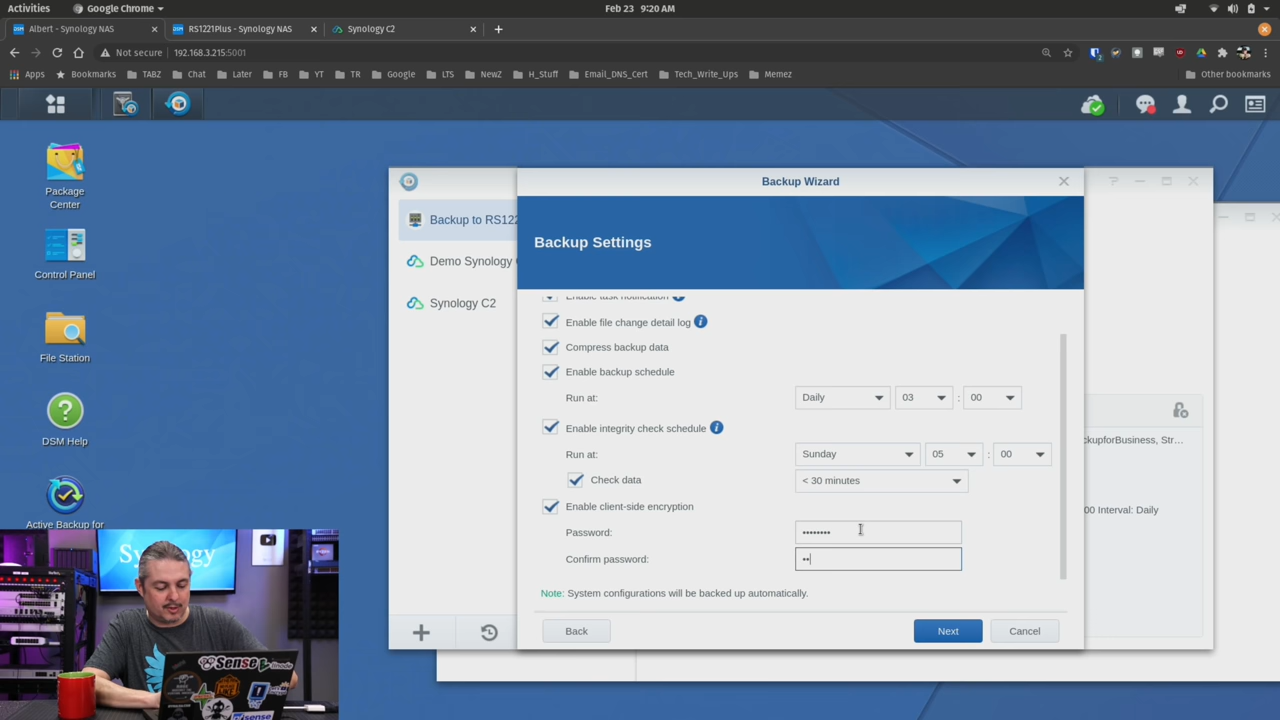 Activities
Google Chrome
Feb 23 9:20 AM
Albert - Synology NAS
RS1221Plus - Synology NAS
Synology C2
Not secure 192.168.3.215:5001
Apps
Bookmarks
TABZ
Chat
Later
FB
YT
TR
Google
LTS
NewZ
H_Stuff
Email_DNS_Cert
Tech_Write_Ups
Memez
Other bookmarks
Package
Center
Control Panel
File Station
DSM Help
Active Backup for
Backup to RS122
Demo Synology
Synology C2
Backup Wizard
Backup Settings
Enable task notification
Enable file change detail log
Compress backup data
Enable backup schedule
Run at:
Daily
03
:
00
Enable integrity check schedule
Run at:
Sunday
05
:
00
Check data
< 30 minutes
Enable client-side encryption
Password:
••••••••
Confirm password:
••
Note: System configurations will be backed up automatically.
Back
Next
Cancel
ckupforBusiness, Str...
00 Interval: Daily
Synology
Sense